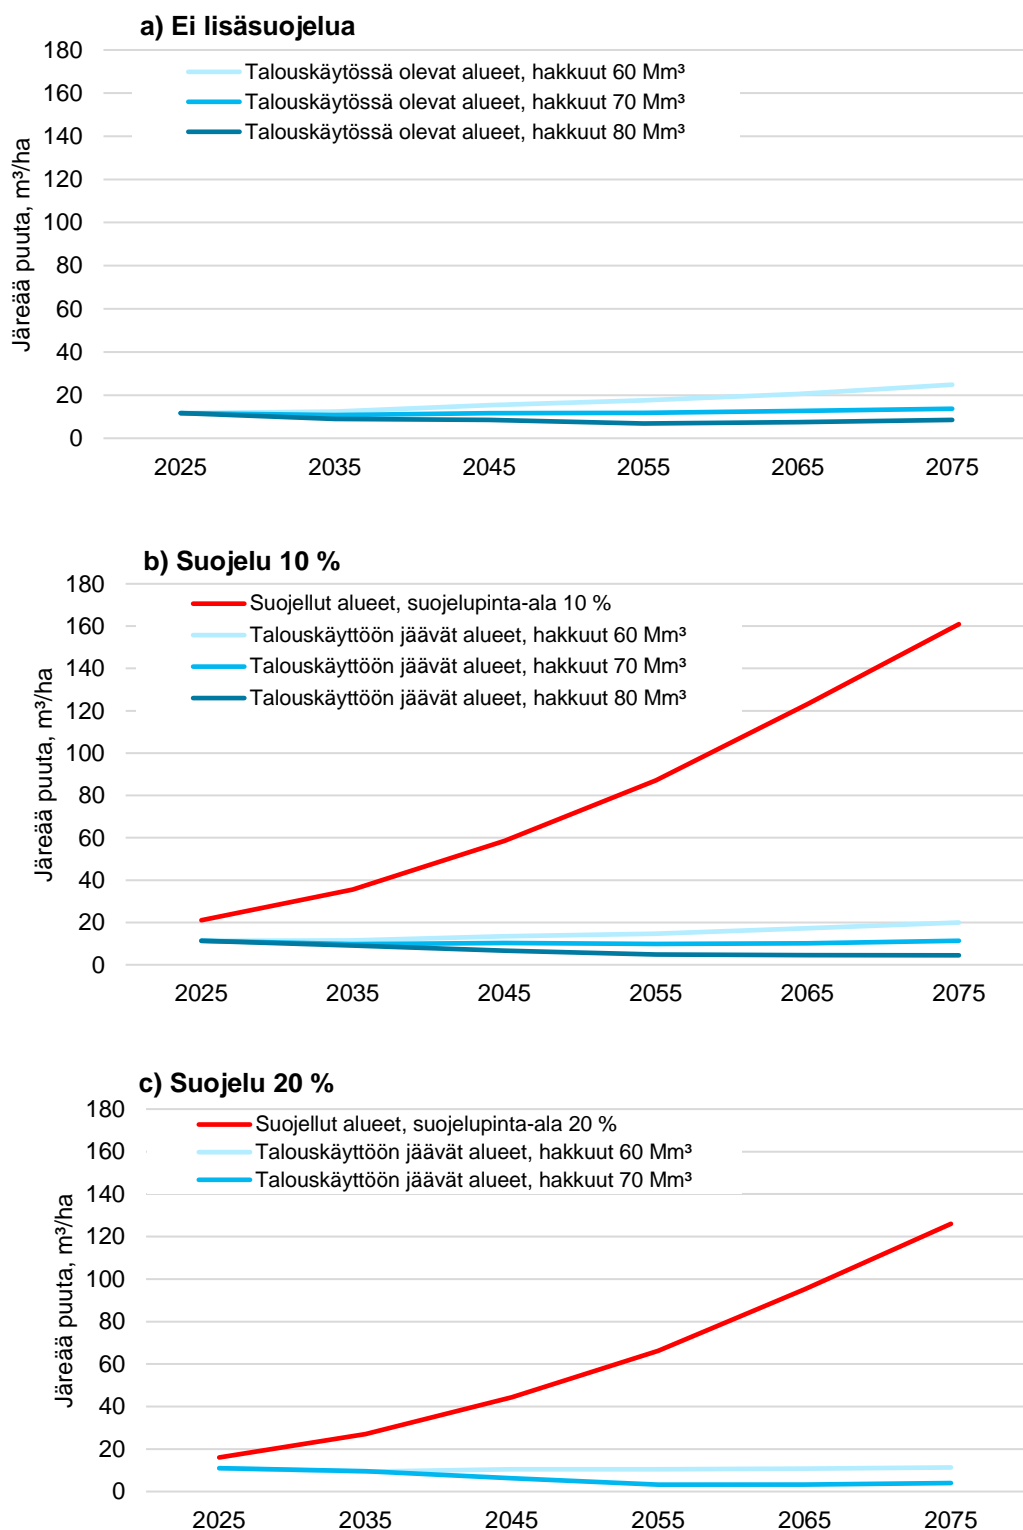 a) Ei lisäsuojelua
Järeää puuta, m³/ha
180
160
140
120
100
80
60
40
20
0
Talouskäytössä olevat alueet, hakkuut 60 Mm³
Talouskäytössä olevat alueet, hakkuut 70 Mm³
Talouskäytössä olevat alueet, hakkuut 80 Mm³
2025 2035 2045 2055 2065 2075
b) Suojelu 10 %
Järeää puuta, m³/ha
180
160
140
120
100
80
60
40
20
0
Suojellut alueet, suojelupinta-ala 10 %
Talouskäyttöön jäävät alueet, hakkuut 60 Mm³
Talouskäyttöön jäävät alueet, hakkuut 70 Mm³
Talouskäyttöön jäävät alueet, hakkuut 80 Mm³
2025 2035 2045 2055 2065 2075
c) Suojelu 20 %
Järeää puuta, m³/ha
180
160
140
120
100
80
60
40
20
0
Suojellut alueet, suojelupinta-ala 20 %
Talouskäyttöön jäävät alueet, hakkuut 60 Mm³
Talouskäyttöön jäävät alueet, hakkuut 70 Mm³
2025 2035 2045 2055 2065 2075